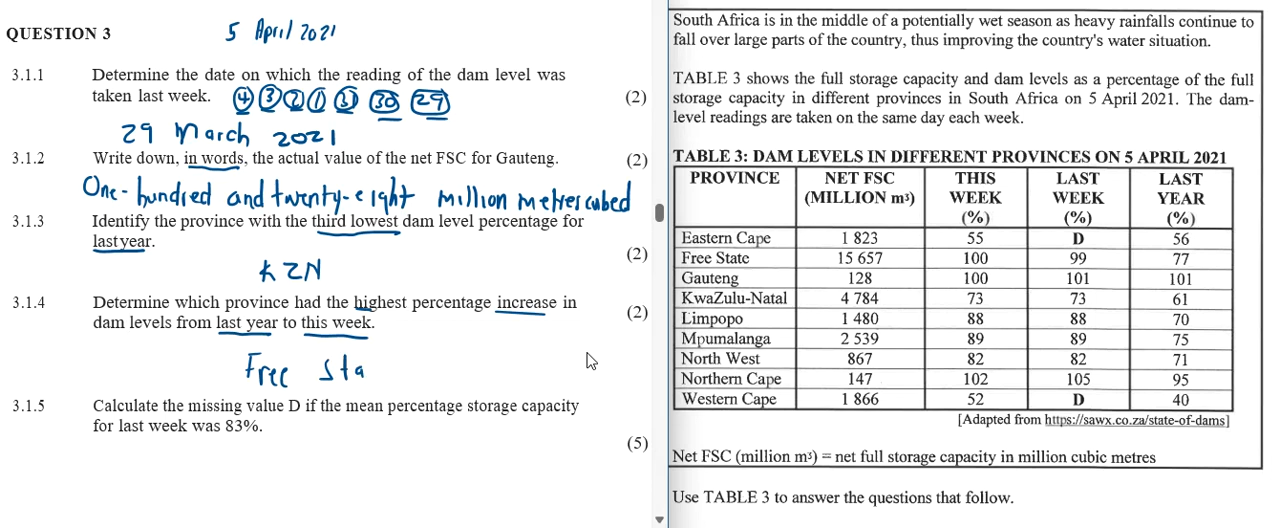 QUESTION 3
5 April 2021
3.1.1 Determine the date on which the reading of the dam level was
taken last week. (2)
4 3 2 1 31 30 29
29 March 2021
3.1.2 Write down, in words, the actual value of the net FSC for Gauteng. (2)
One-hundred and twenty-eight million metres cubed
3.1.3 Identify the province with the third lowest dam level percentage for
last year. (2)
KZN
3.1.4 Determine which province had the highest percentage increase in
dam levels from last year to this week. (2)
Free Sta
3.1.5 Calculate the missing value D if the mean percentage storage capacity
for last week was 83%. (5)
South Africa is in the middle of a potentially wet season as heavy rainfalls continue to
fall over large parts of the country, thus improving the country's water situation.
TABLE 3 shows the full storage capacity and dam levels as a percentage of the full
storage capacity in different provinces in South Africa on 5 April 2021. The dam-
level readings are taken on the same day each week.
TABLE 3: DAM LEVELS IN DIFFERENT PROVINCES ON 5 APRIL 2021
PROVINCE NET FSC THIS LAST LAST
(MILLION m³) WEEK WEEK YEAR
(%) (%) (%)
Eastern Cape 1 823 55 D 56
Free State 15 657 100 99 77
Gauteng 128 100 101 101
KwaZulu-Natal 4 784 73 73 61
Limpopo 1 480 88 88 70
Mpumalanga 2 539 89 89 75
North West 867 82 82 71
Northern Cape 147 102 105 95
Western Cape 1 866 52 D 40
[Adapted from https://sawx.co.za/state-of-dams]
Net FSC (million m³) = net full storage capacity in million cubic metres
Use TABLE 3 to answer the questions that follow.